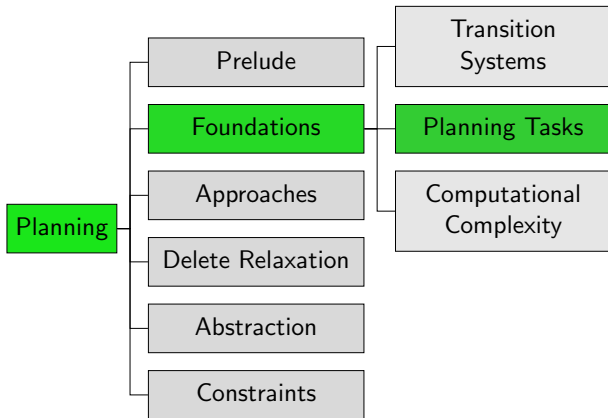 Planning
Prelude
Foundations
Approaches
Delete Relaxation
Abstraction
Constraints
Transition
Systems
Planning Tasks
Computational
Complexity